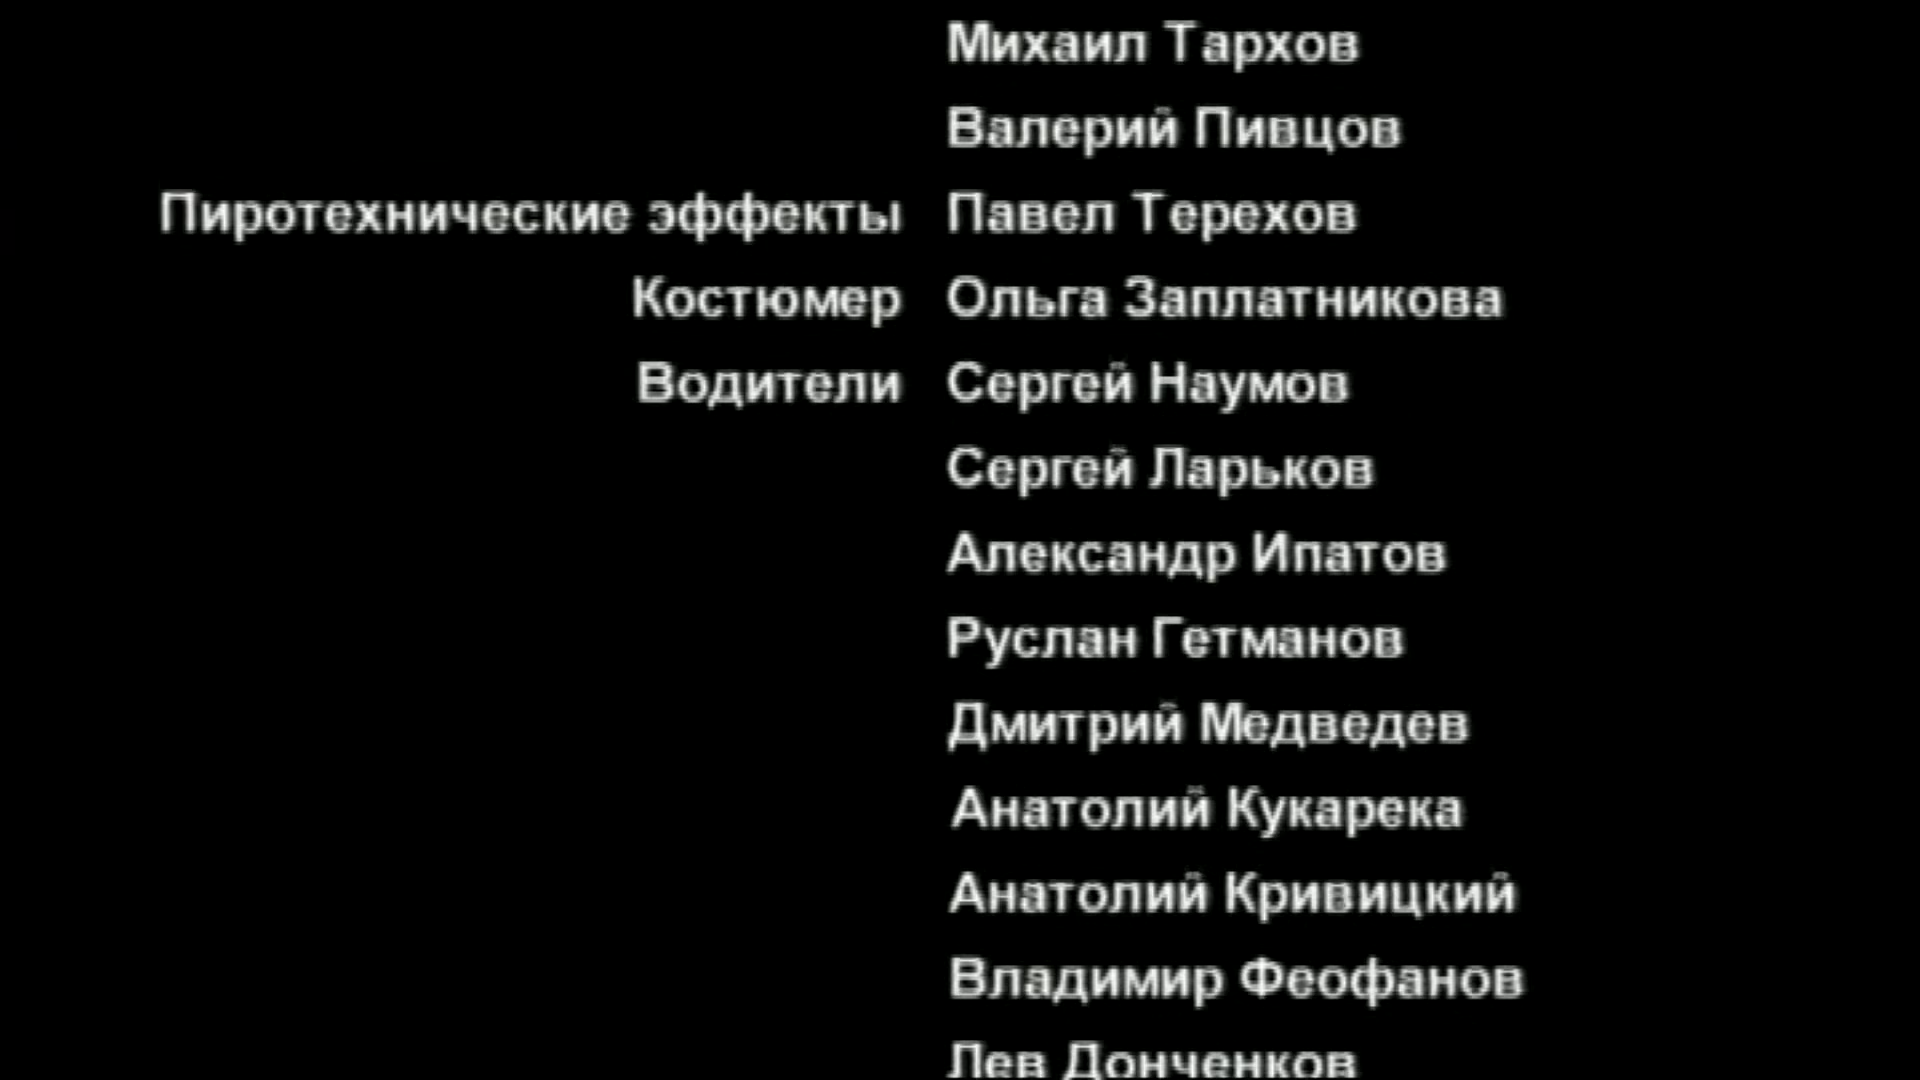 Михаил Тархов
Валерий Пивцов
Пиротехнические эффекты Павел Терехов
Костюмер Ольга Заплатникова
Водители Сергей Наумов
Сергей Ларьков
Александр Ипатов
Руслан Гетманов
Дмитрий Медведев
Анатолий Кукарека
Анатолий Кривицкий
Владимир Феофанов
Лев Донченков